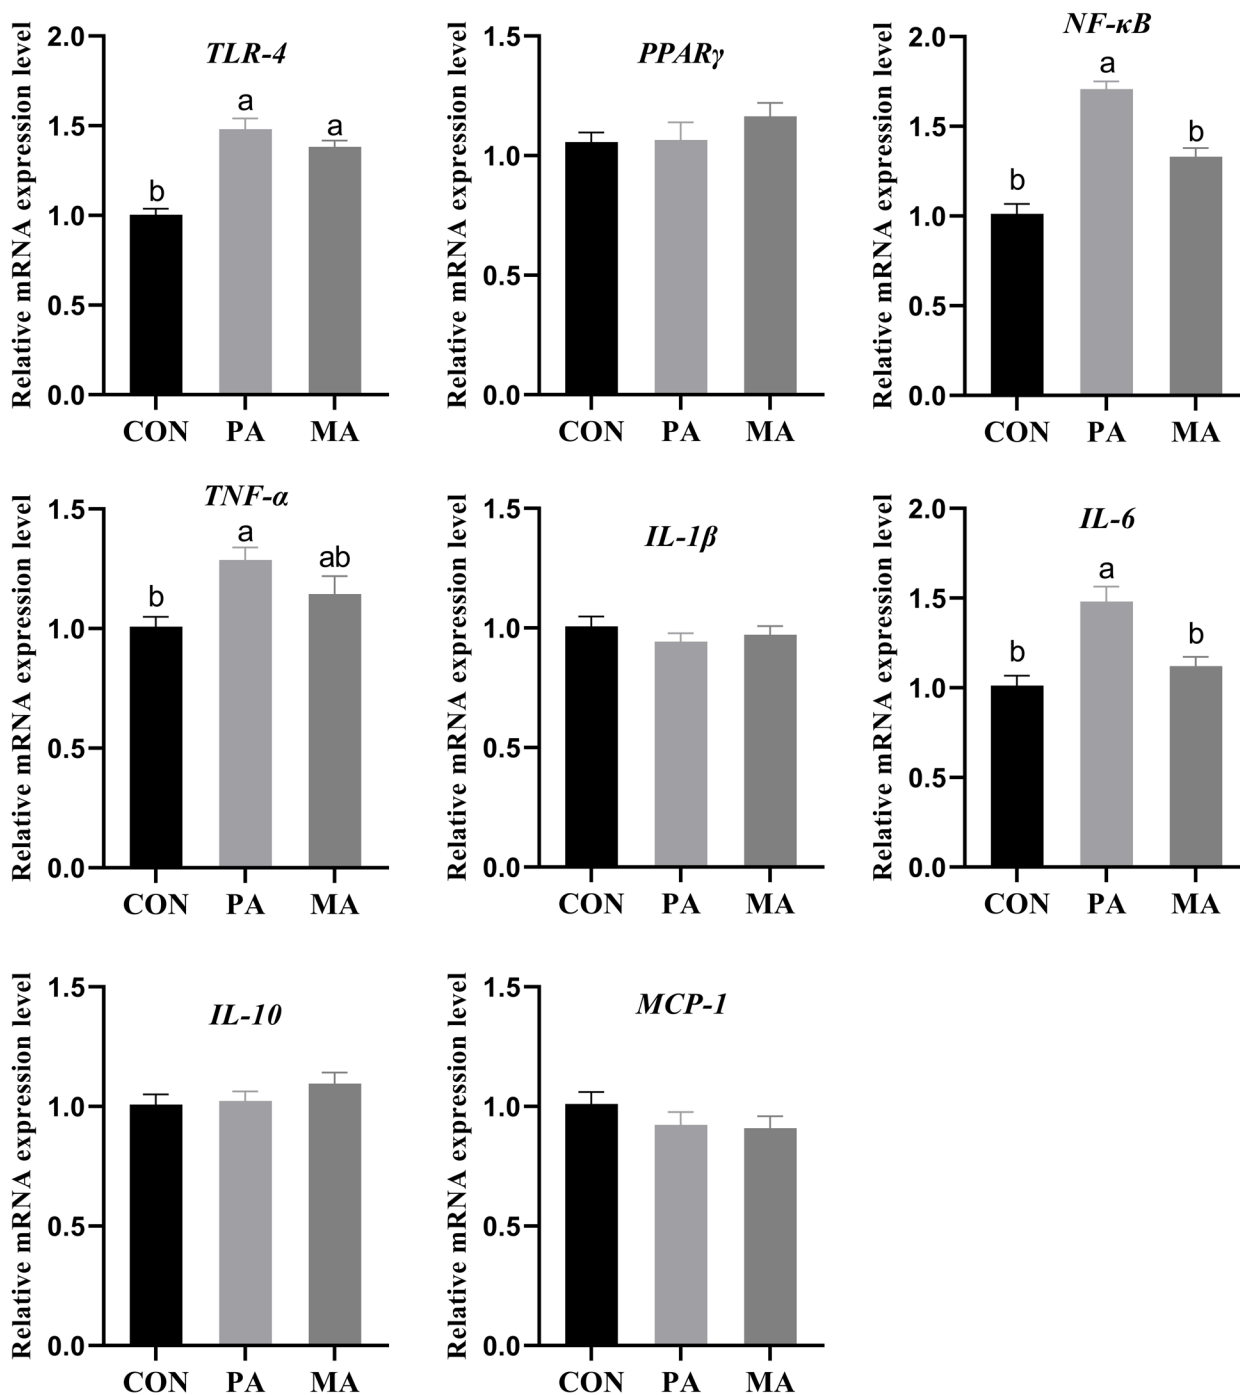 TLR-4
Relative mRNA expression level
2.0
1.5
1.0
0.5
0.0
b
a
a
CON PA MA
PPARγ
Relative mRNA expression level
1.5
1.0
0.5
0.0
CON PA MA
NF-κB
Relative mRNA expression level
2.0
1.5
1.0
0.5
0.0
b
a
b
CON PA MA
TNF-α
Relative mRNA expression level
1.5
1.0
0.5
0.0
b
a
ab
CON PA MA
IL-1β
Relative mRNA expression level
1.5
1.0
0.5
0.0
CON PA MA
IL-6
Relative mRNA expression level
2.0
1.5
1.0
0.5
0.0
b
a
b
CON PA MA
IL-10
Relative mRNA expression level
1.5
1.0
0.5
0.0
CON PA MA
MCP-1
Relative mRNA expression level
1.5
1.0
0.5
0.0
CON PA MA